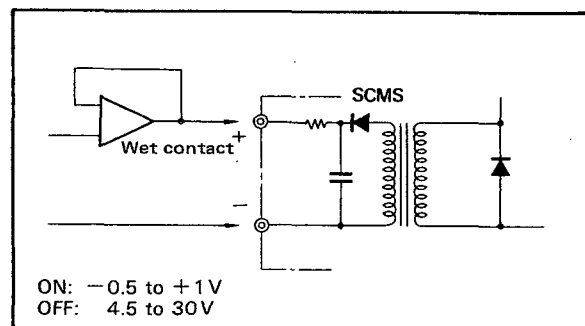 SCMS
+
Wet contact
−
ON: −0.5 to +1V
OFF: 4.5 to 30V